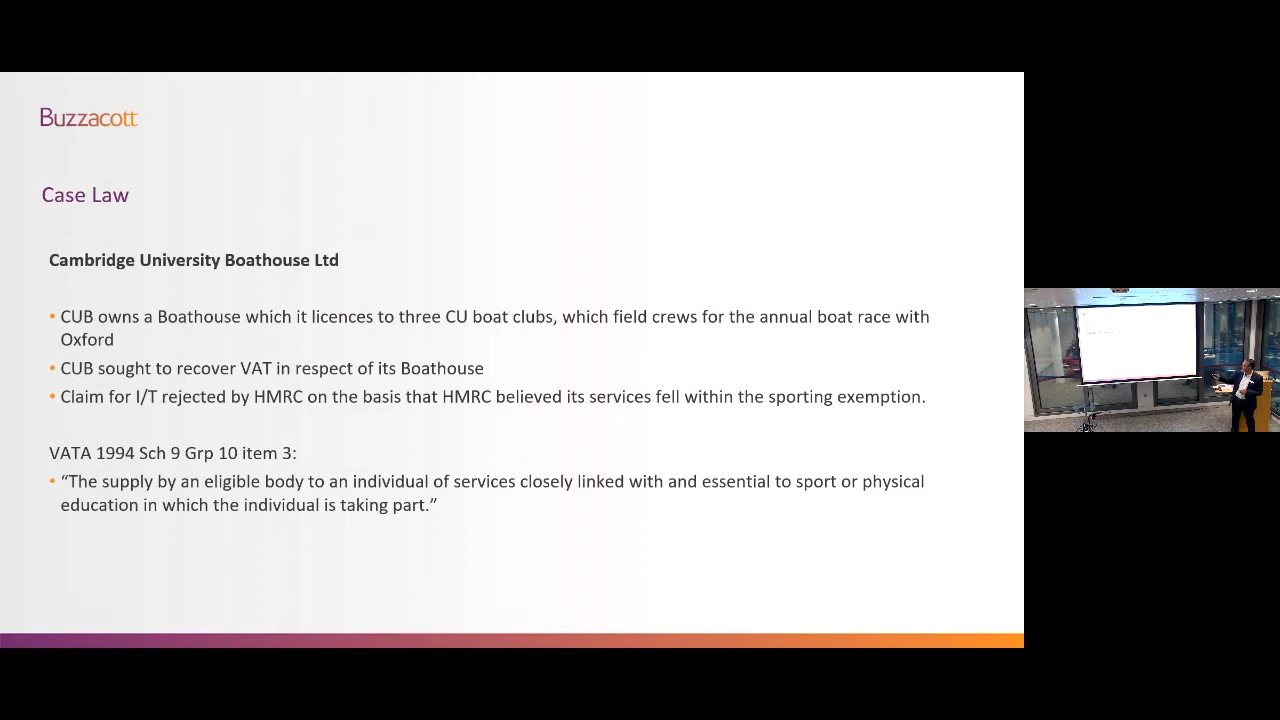 Buzzacott
Case Law
Cambridge University Boathouse Ltd
• CUB owns a Boathouse which it licences to three CU boat clubs, which field crews for the annual boat race with
Oxford
• CUB sought to recover VAT in respect of its Boathouse
• Claim for I/T rejected by HMRC on the basis that HMRC believed its services fell within the sporting exemption.
VATA 1994 Sch 9 Grp 10 item 3:
• “The supply by an eligible body to an individual of services closely linked with and essential to sport or physical
education in which the individual is taking part.”